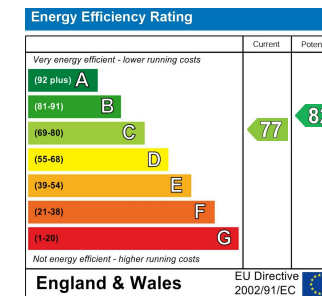 Energy Efficiency Rating
Current
Very energy efficient - lower running costs
(92 plus) A
(81-91) B
(69-80) C
77
(55-68) D
(39-54) E
(21-38) F
(1-20) G
Not energy efficient - higher running costs
England & Wales
EU Directive
2002/91/EC